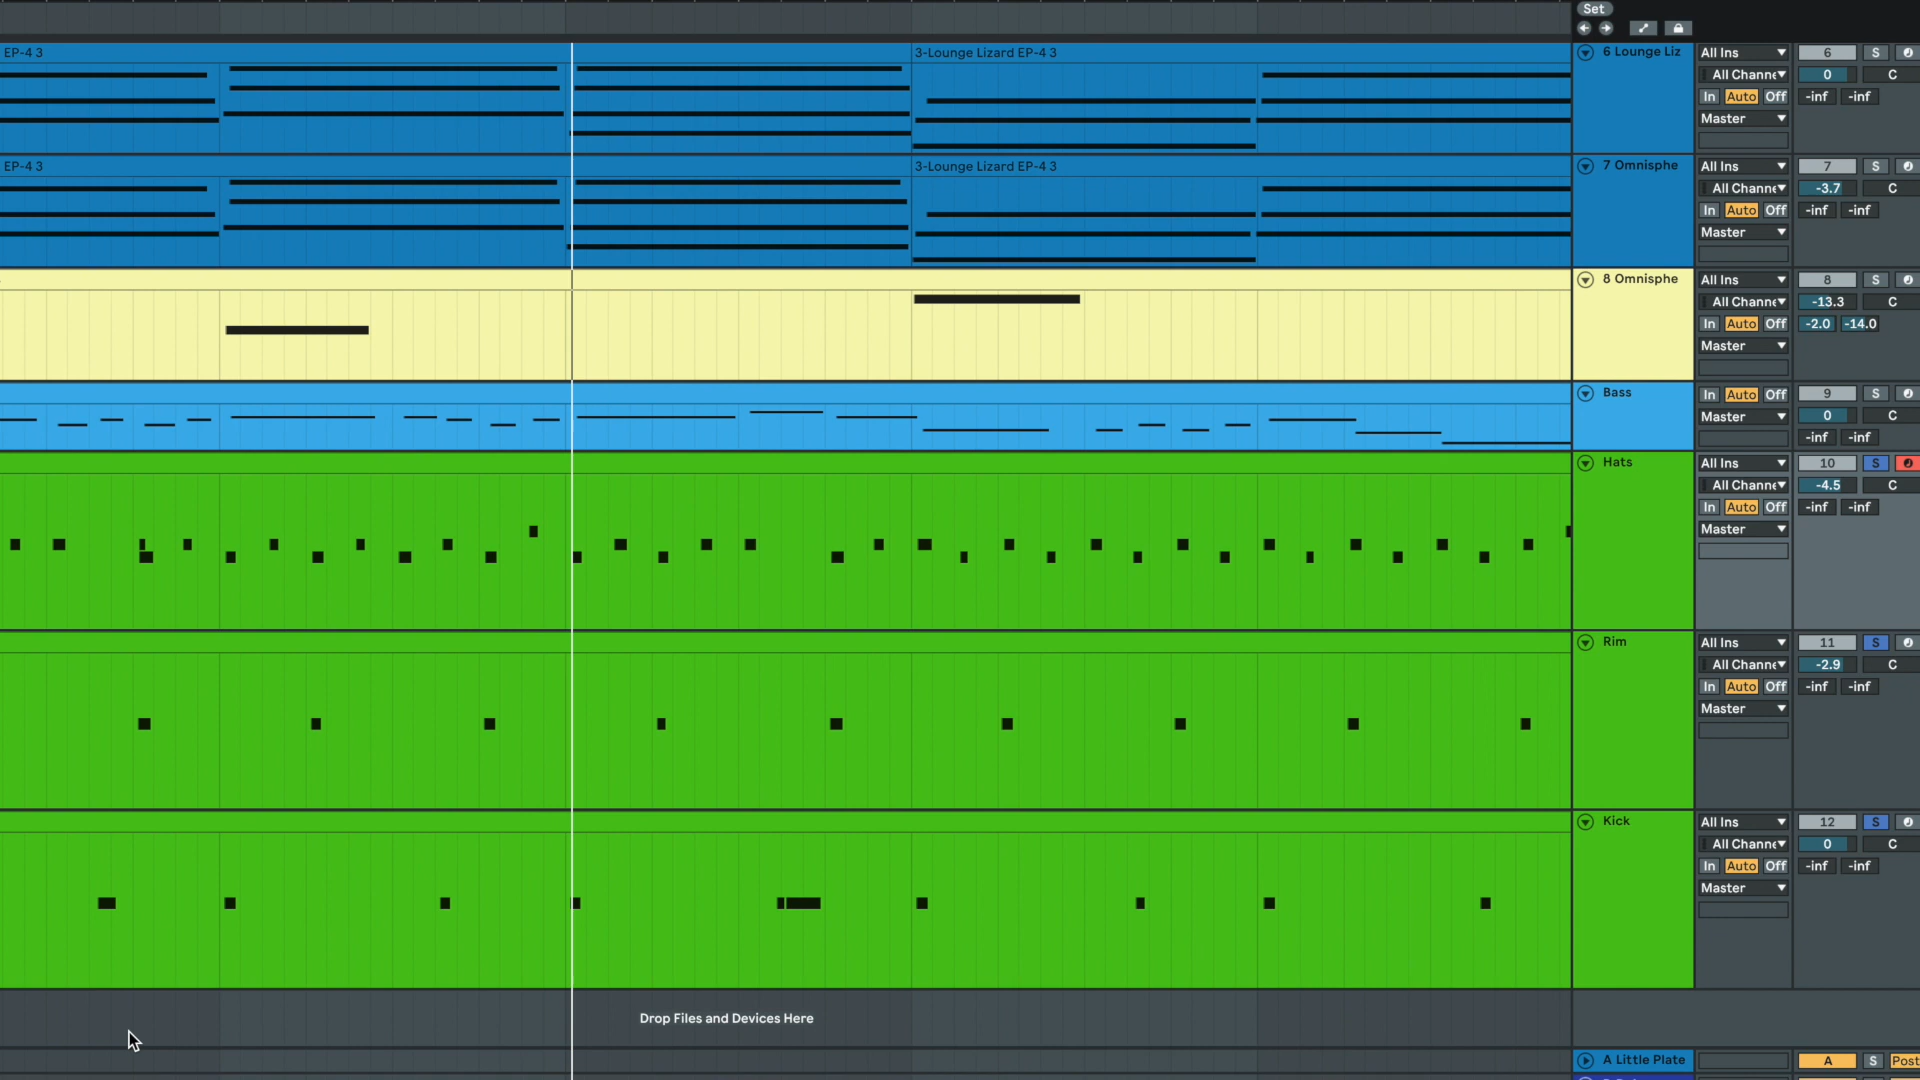 Set
EP-4 3
3-Lounge Lizard EP-4 3
6 Lounge Liz
All Ins
6
S
All Channe
0
C
In Auto Off
-inf -inf
Master
EP-4 3
3-Lounge Lizard EP-4 3
7 Omnisphe
All Ins
7
S
All Channe
-3.7
C
In Auto Off
-inf -inf
Master
8 Omnisphe
All Ins
8
S
All Channe
-13.3
C
In Auto Off
-2.0 -14.0
Master
Bass
In Auto Off
9
S
Master
0
C
-inf -inf
Hats
All Ins
10
S
All Channe
-4.5
C
In Auto Off
-inf -inf
Master
Rim
All Ins
11
S
All Channe
-2.9
C
In Auto Off
-inf -inf
Master
Kick
All Ins
12
S
All Channe
0
C
In Auto Off
-inf -inf
Master
Drop Files and Devices Here
A Little Plate
A
S
Post